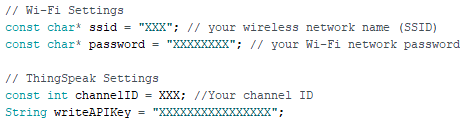 // Wi-Fi Settings
const char* ssid = "XXX"; // your wireless network name (SSID)
const char* password = "XXXXXXXX"; // your Wi-Fi network password
// ThingSpeak Settings
const int channelID = XXX; //Your channel ID
String writeAPIKey = "XXXXXXXXXXXXXXXX";